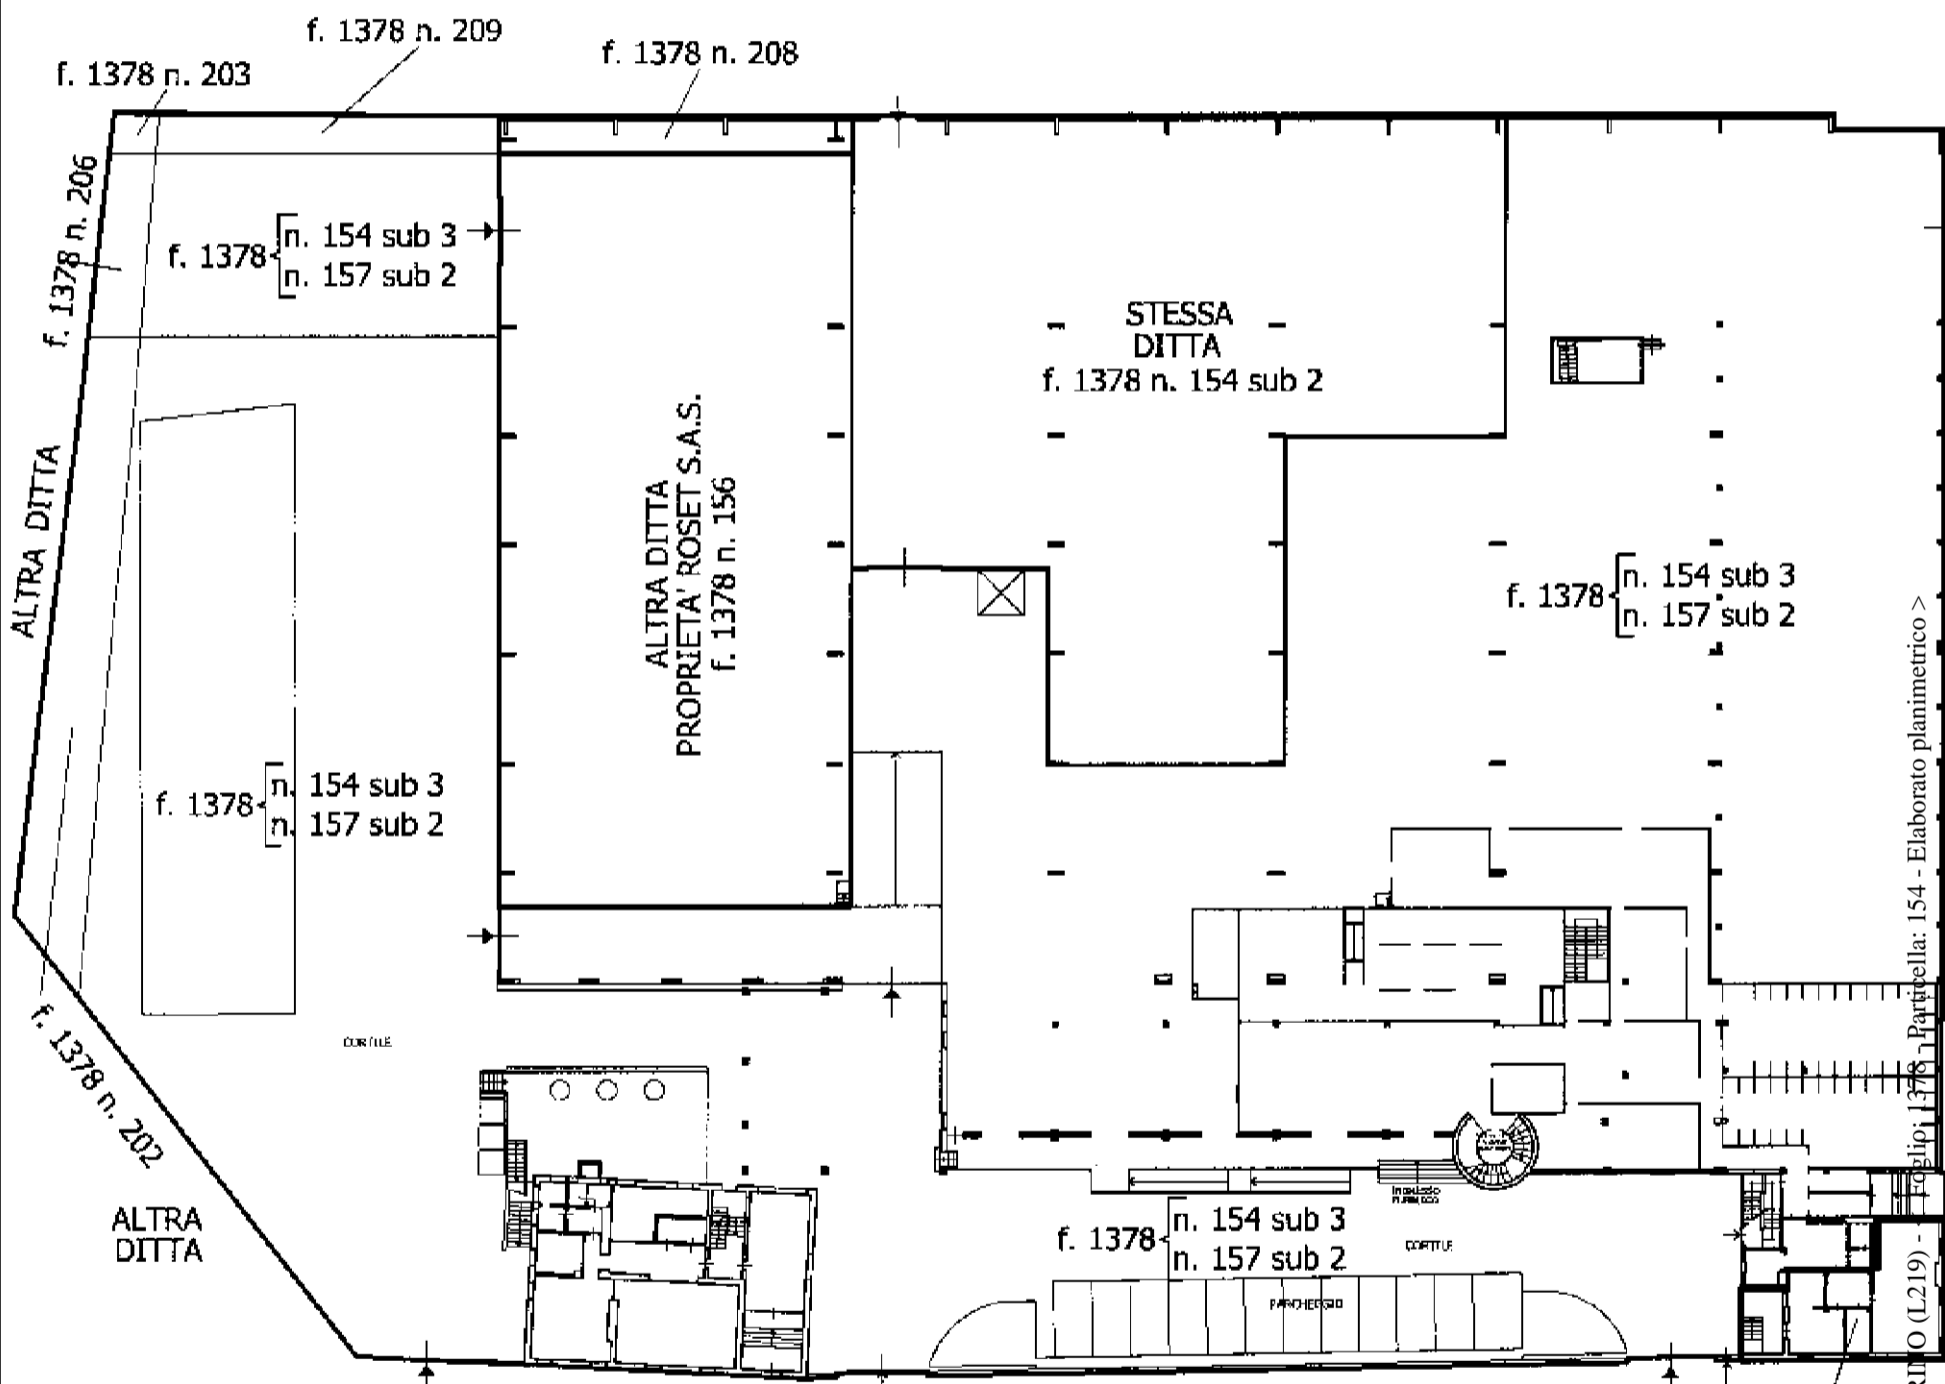 f. 1378 n. 209
f. 1378 n. 208
f. 1378 n. 203
f. 1378 n. 206
f. 1378
n. 154 sub 3
n. 157 sub 2
STESSA
DITTA
f. 1378 n. 154 sub 2
ALTRA DITTA
ALTRA DITTA
PROPRIETA' ROSET S.A.S.
f. 1378 n. 156
f. 1378
n. 154 sub 3
n. 157 sub 2
f. 1378
n. 154 sub 3
n. 157 sub 2
f. 1378 n. 202
CORTILE
ALTRA
DITTA
INGRESSO
f. 1378
n. 154 sub 3
n. 157 sub 2
CORTILE
PARCHEGGIO
RINO (L219) - Foglio: 1378 - Particella: 154 - Elaborato planimetrico >